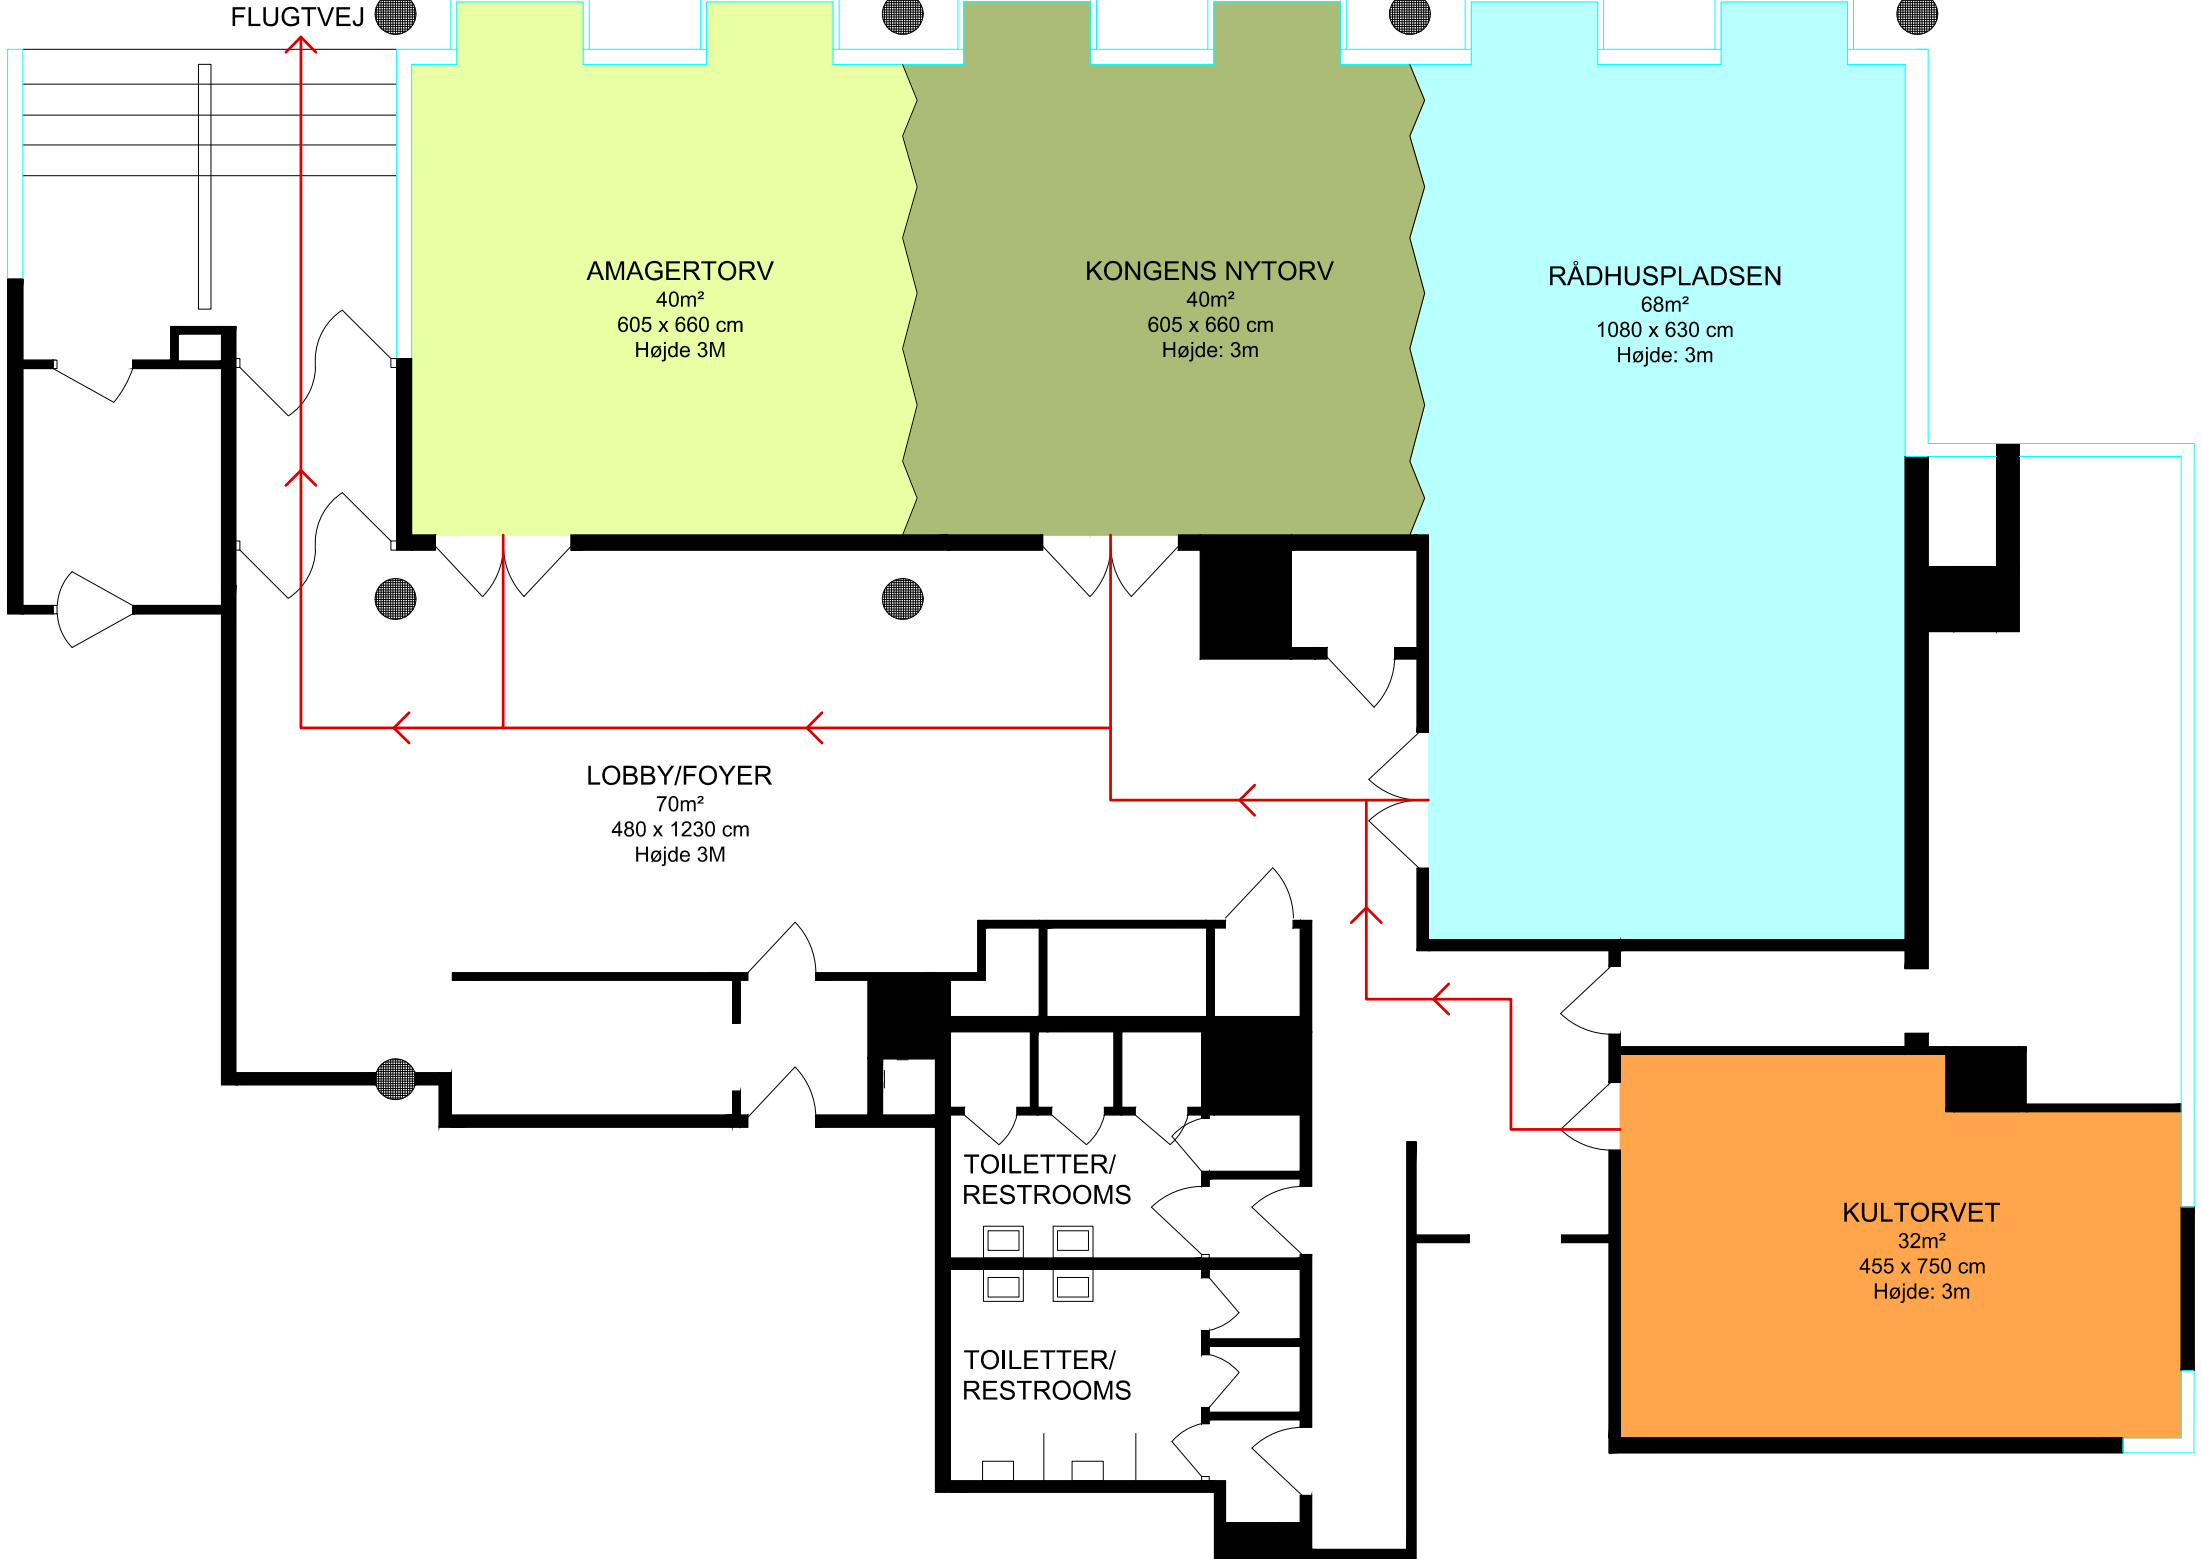 FLUGTVEJ
AMAGERTORV
40m²
605 x 660 cm
Højde 3M
KONGENS NYTORV
40m²
605 x 660 cm
Højde: 3m
RÅDHUSPLADSEN
68m²
1080 x 630 cm
Højde: 3m
LOBBY/FOYER
70m²
480 x 1230 cm
Højde 3M
TOILETTER/
RESTROOMS
KULTORVET
32m²
455 x 750 cm
Højde: 3m
TOILETTER/
RESTROOMS